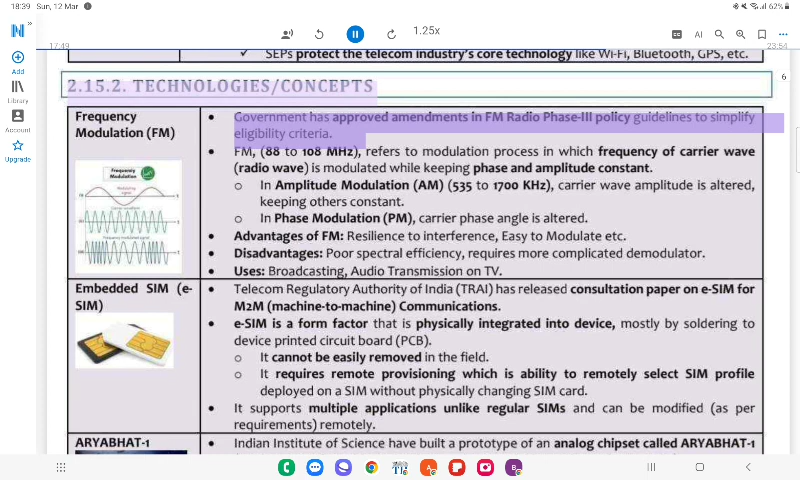 18:39 Sun, 12 Mar
62%
N
1.25x
AI
17:49
23:54
Add
Library
Account
Upgrade
6
✓ SEPs protect the telecom industry's core technology like Wi-Fi, Bluetooth, GPS, etc.
2.15.2. TECHNOLOGIES/CONCEPTS
Frequency
Modulation (FM)
Frequency
Modulation
• Government has approved amendments in FM Radio Phase-III policy guidelines to simplify
eligibility criteria.
• FM, (88 to 108 MHz), refers to modulation process in which frequency of carrier wave
(radio wave) is modulated while keeping phase and amplitude constant.
o In Amplitude Modulation (AM) (535 to 1700 KHz), carrier wave amplitude is altered,
keeping others constant.
o In Phase Modulation (PM), carrier phase angle is altered.
• Advantages of FM: Resilience to interference, Easy to Modulate etc.
• Disadvantages: Poor spectral efficiency, requires more complicated demodulator.
• Uses: Broadcasting, Audio Transmission on TV.
Embedded SIM (e-
SIM)
• Telecom Regulatory Authority of India (TRAI) has released consultation paper on e-SIM for
M2M (machine-to-machine) Communications.
• e-SIM is a form factor that is physically integrated into device, mostly by soldering to
device printed circuit board (PCB).
o It cannot be easily removed in the field.
o It requires remote provisioning which is ability to remotely select SIM profile
deployed on a SIM without physically changing SIM card.
• It supports multiple applications unlike regular SIMs and can be modified (as per
requirements) remotely.
ARYABHAT-1
• Indian Institute of Science have built a prototype of an analog chipset called ARYABHAT-1